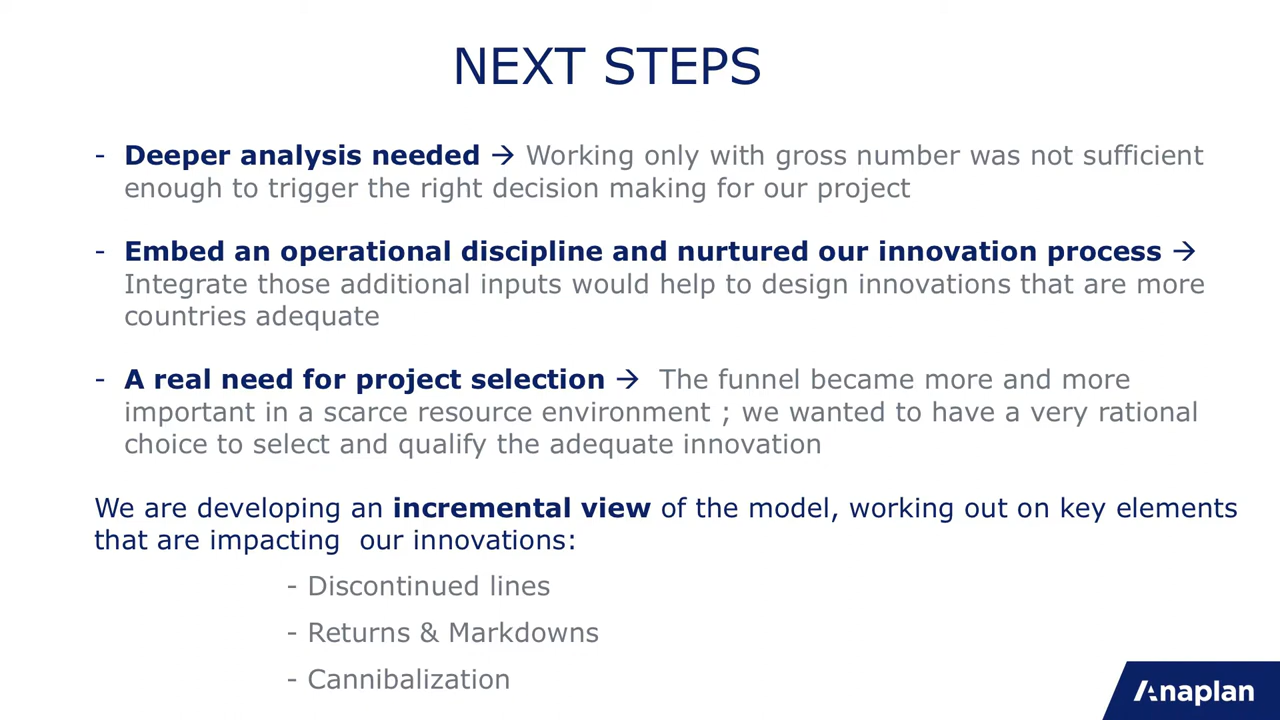 NEXT STEPS
- Deeper analysis needed → Working only with gross number was not sufficient
enough to trigger the right decision making for our project
- Embed an operational discipline and nurtured our innovation process →
Integrate those additional inputs would help to design innovations that are more
countries adequate
- A real need for project selection → The funnel became more and more
important in a scarce resource environment ; we wanted to have a very rational
choice to select and qualify the adequate innovation
We are developing an incremental view of the model, working out on key elements
that are impacting our innovations:
- Discontinued lines
- Returns & Markdowns
- Cannibalization
Anaplan